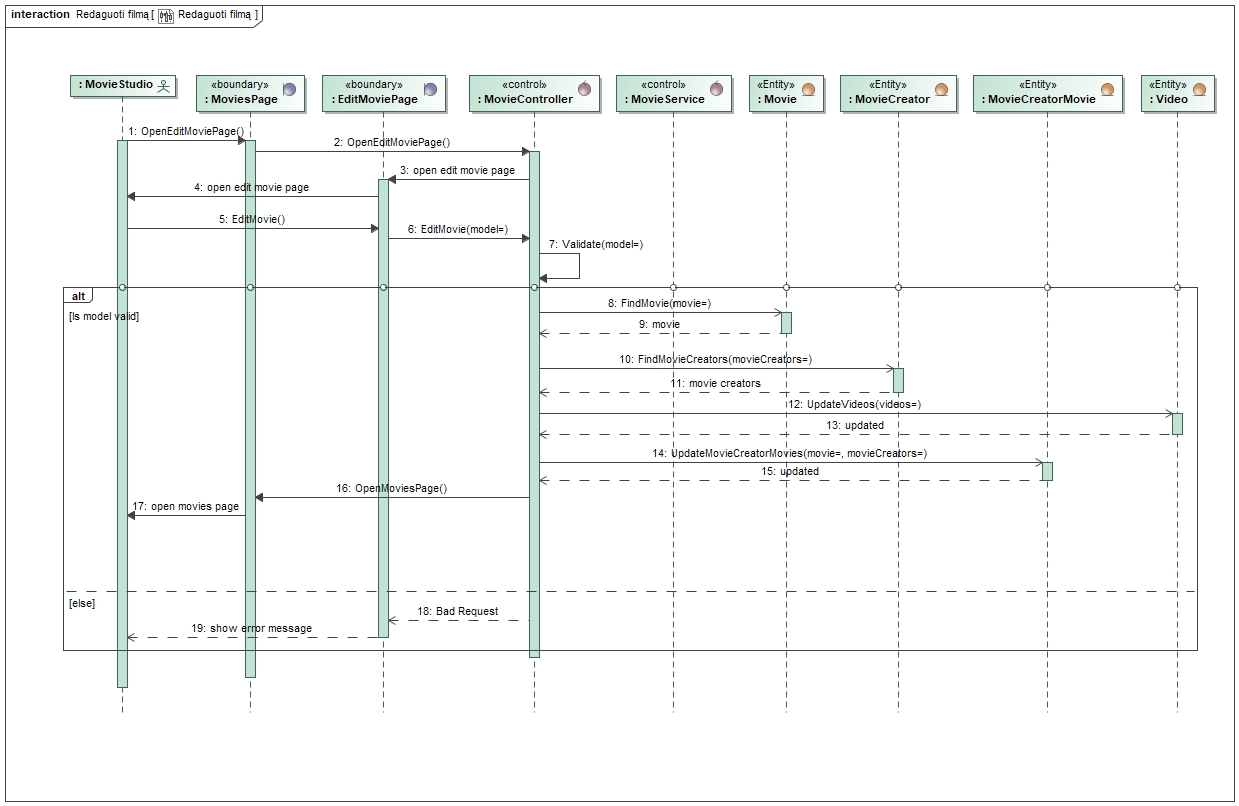 interaction Redaguoti filmą [ Redaguoti filmą ]
: MovieStudio
«boundary»
: MoviesPage
«boundary»
: EditMoviePage
«control»
: MovieController
«control»
: MovieService
«Entity»
: Movie
«Entity»
: MovieCreator
«Entity»
: MovieCreatorMovie
«Entity»
: Video
1: OpenEditMoviePage()
2: OpenEditMoviePage()
3: open edit movie page
4: open edit movie page
5: EditMovie()
6: EditMovie(model=)
7: Validate(model=)
alt
[Is model valid]
8: FindMovie(movie=)
9: movie
10: FindMovieCreators(movieCreators=)
11: movie creators
12: UpdateVideos(videos=)
13: updated
14: UpdateMovieCreatorMovies(movie=, movieCreators=)
15: updated
16: OpenMoviesPage()
17: open movies page
[else]
18: Bad Request
19: show error message